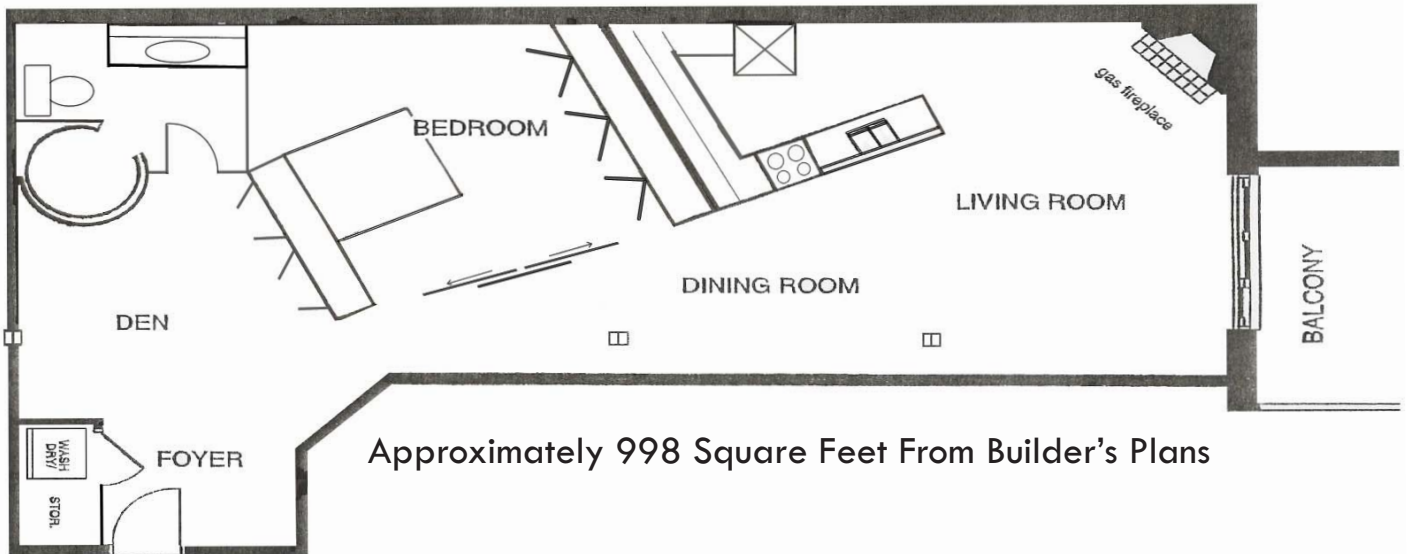 BEDROOM
gas fireplace
LIVING ROOM
DINING ROOM
BALCONY
DEN
FOYER
WASH
DRY/
STOR.
Approximately 998 Square Feet From Builder’s Plans